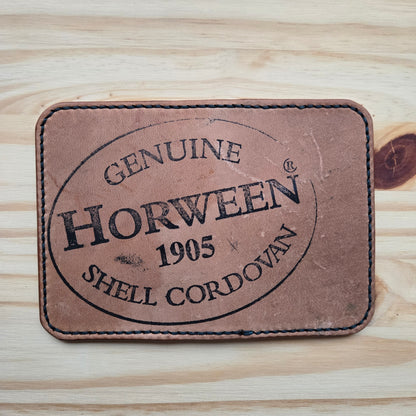 GENUINE
HORWEEN®
1905
SHELL CORDOVAN